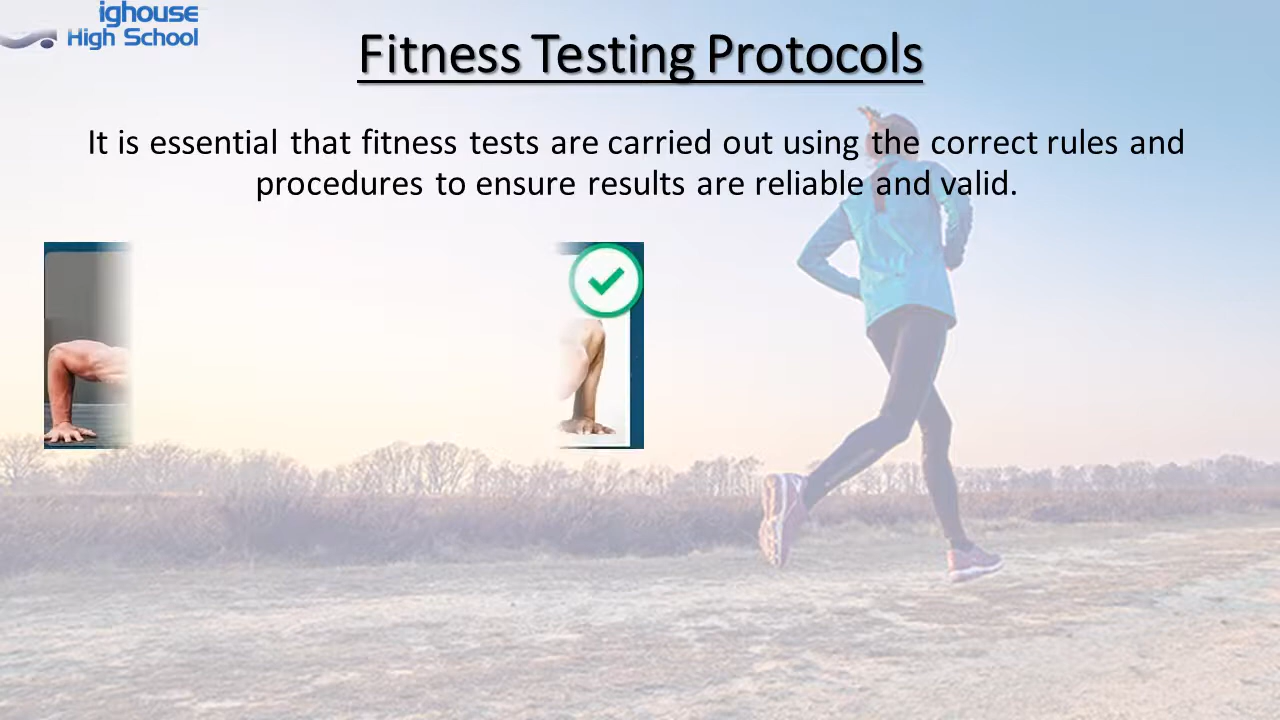 ighouse
High School
Fitness Testing Protocols
It is essential that fitness tests are carried out using the correct rules and
procedures to ensure results are reliable and valid.